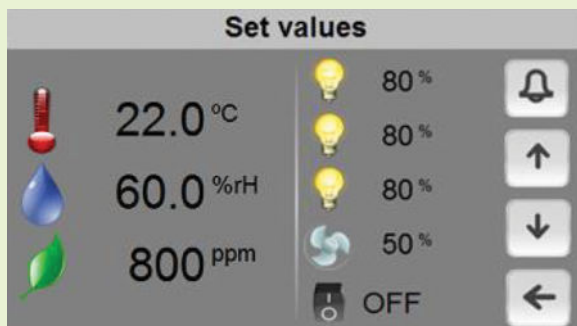 Set values
22.0 °C
60.0 %rH
800 ppm
80 %
80 %
80 %
50 %
OFF